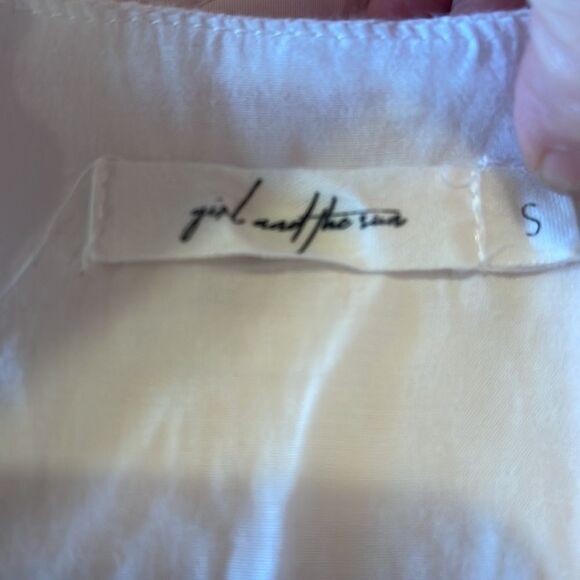 girl and the sun
S